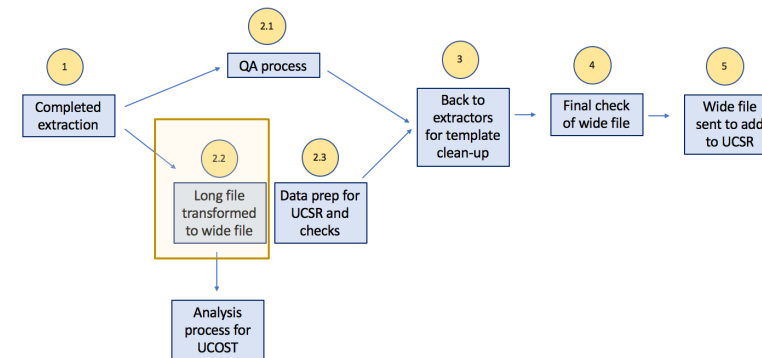 2.1
QA process
1
Completed
extraction
2.2
Long file
transformed
to wide file
2.3
Data prep for
UCSR and
checks
Analysis
process for
UCOST
3
Back to
extractors
for template
clean-up
4
Final check
of wide file
5
Wide file
sent to add
to UCSR